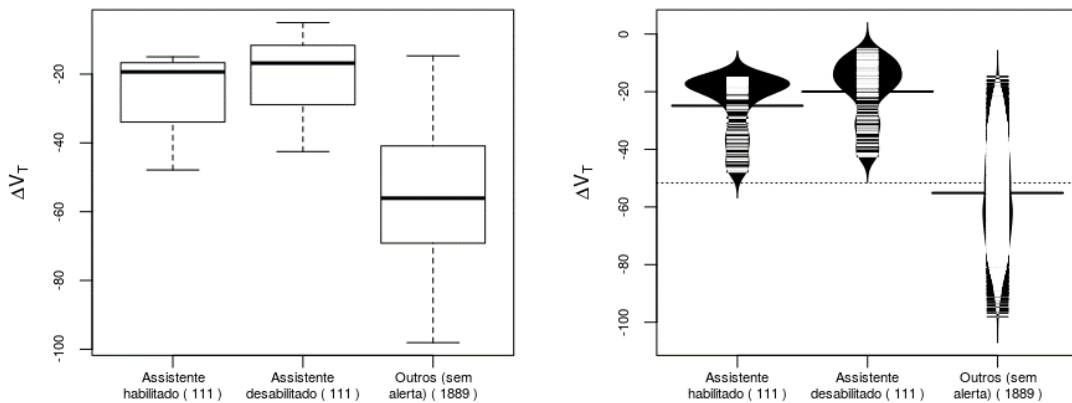 ΔV_T
-20
-40
-60
-80
-100
Assistente
habilitado ( 111 )
Assistente
desabilitado ( 111 )
Outros (sem
alerta) ( 1889 )
ΔV_T
0
-20
-40
-60
-80
-100
Assistente
habilitado ( 111 )
Assistente
desabilitado ( 111 )
Outros (sem
alerta) ( 1889 )